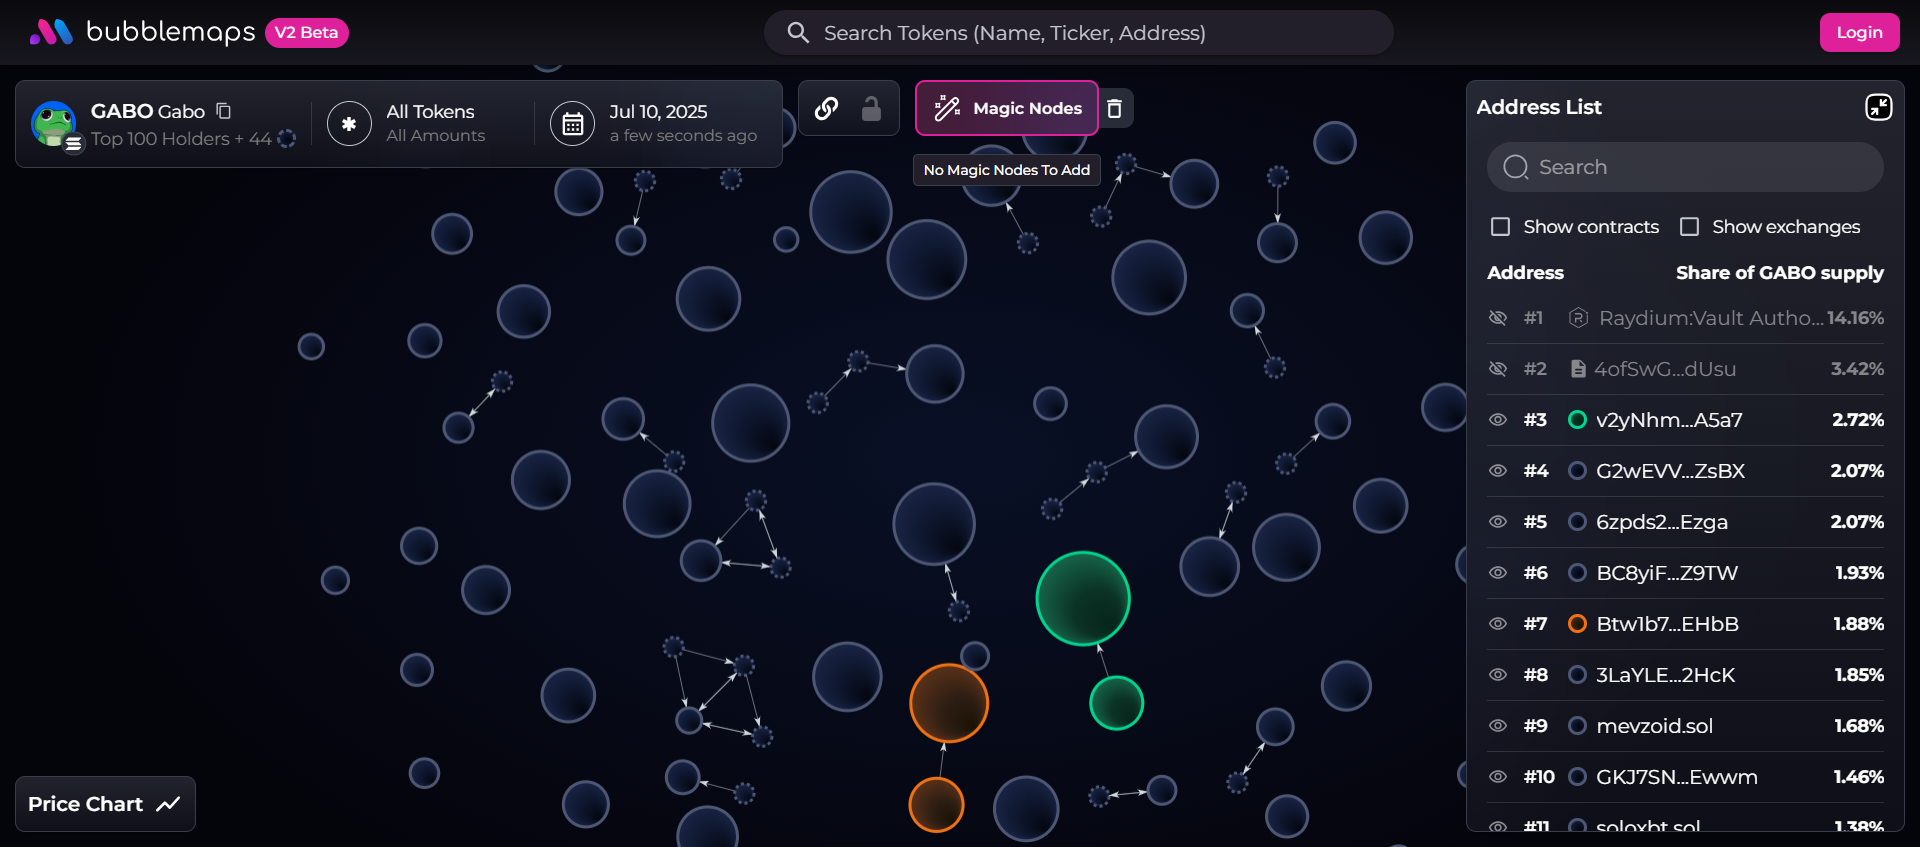 bubblemaps V2 Beta
Search Tokens (Name, Ticker, Address)
Login
GABO Gabo
Top 100 Holders + 44
All Tokens
All Amounts
Jul 10, 2025
a few seconds ago
Magic Nodes
No Magic Nodes To Add
Address List
Search
Show contracts
Show exchanges
Address Share of GABO supply
#1 Raydium:Vault Autho... 14.16%
#2 4ofSwG...dUsu 3.42%
#3 v2yNhm...A5a7 2.72%
#4 G2wEVV...ZsBX 2.07%
#5 6zpds2...Ezga 2.07%
#6 BC8yiF...Z9TW 1.93%
#7 Btw1b7...EHbB 1.88%
#8 3LaYLE...2HcK 1.85%
#9 mevzoid.sol 1.68%
#10 GKJ7SN...Ewwm 1.46%
#11 soloxbt.sol 1.38%
Price Chart